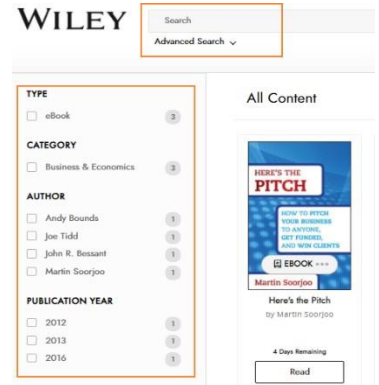 WILEY
Search
Advanced Search
TYPE
eBook 3
CATEGORY
Business & Economics 3
AUTHOR
Andy Bounds 1
Joe Tidd 1
John R. Bessant 1
Martin Soorjoo 1
PUBLICATION YEAR
2012 1
2013 1
2016 1
All Content
HERE'S THE
PITCH
HOW TO PITCH
YOUR BUSINESS
TO ANYONE,
GET FUNDED,
AND WIN CLIENTS
EBOOK
Martin Soorjoo
Here's the Pitch
by Martin Soorjoo
4 Days Remaining
Read